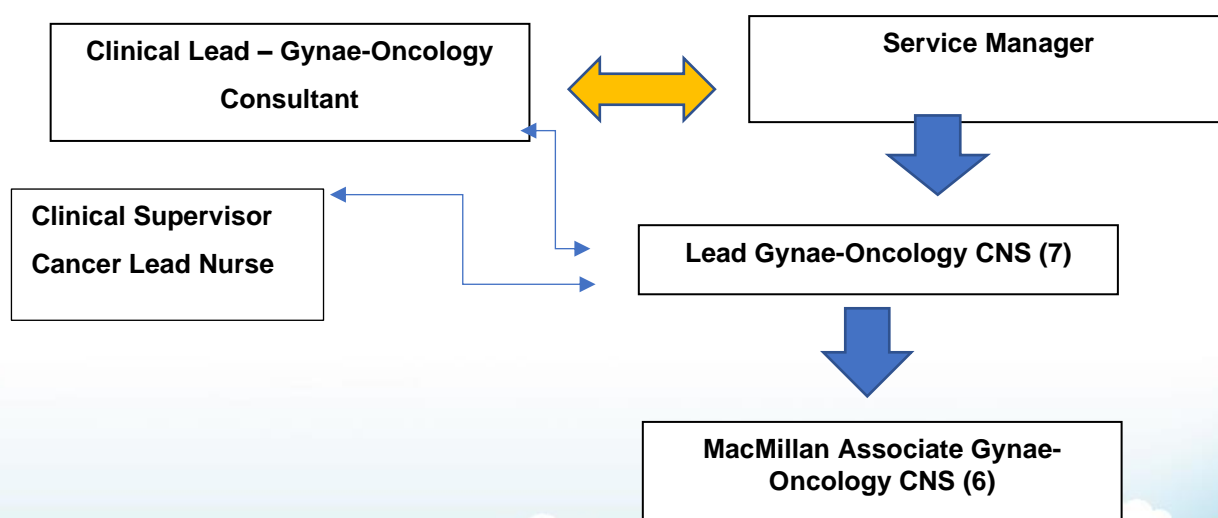 Clinical Lead – Gynae-Oncology
Consultant
Service Manager
Clinical Supervisor
Cancer Lead Nurse
Lead Gynae-Oncology CNS (7)
MacMillan Associate Gynae-
Oncology CNS (6)